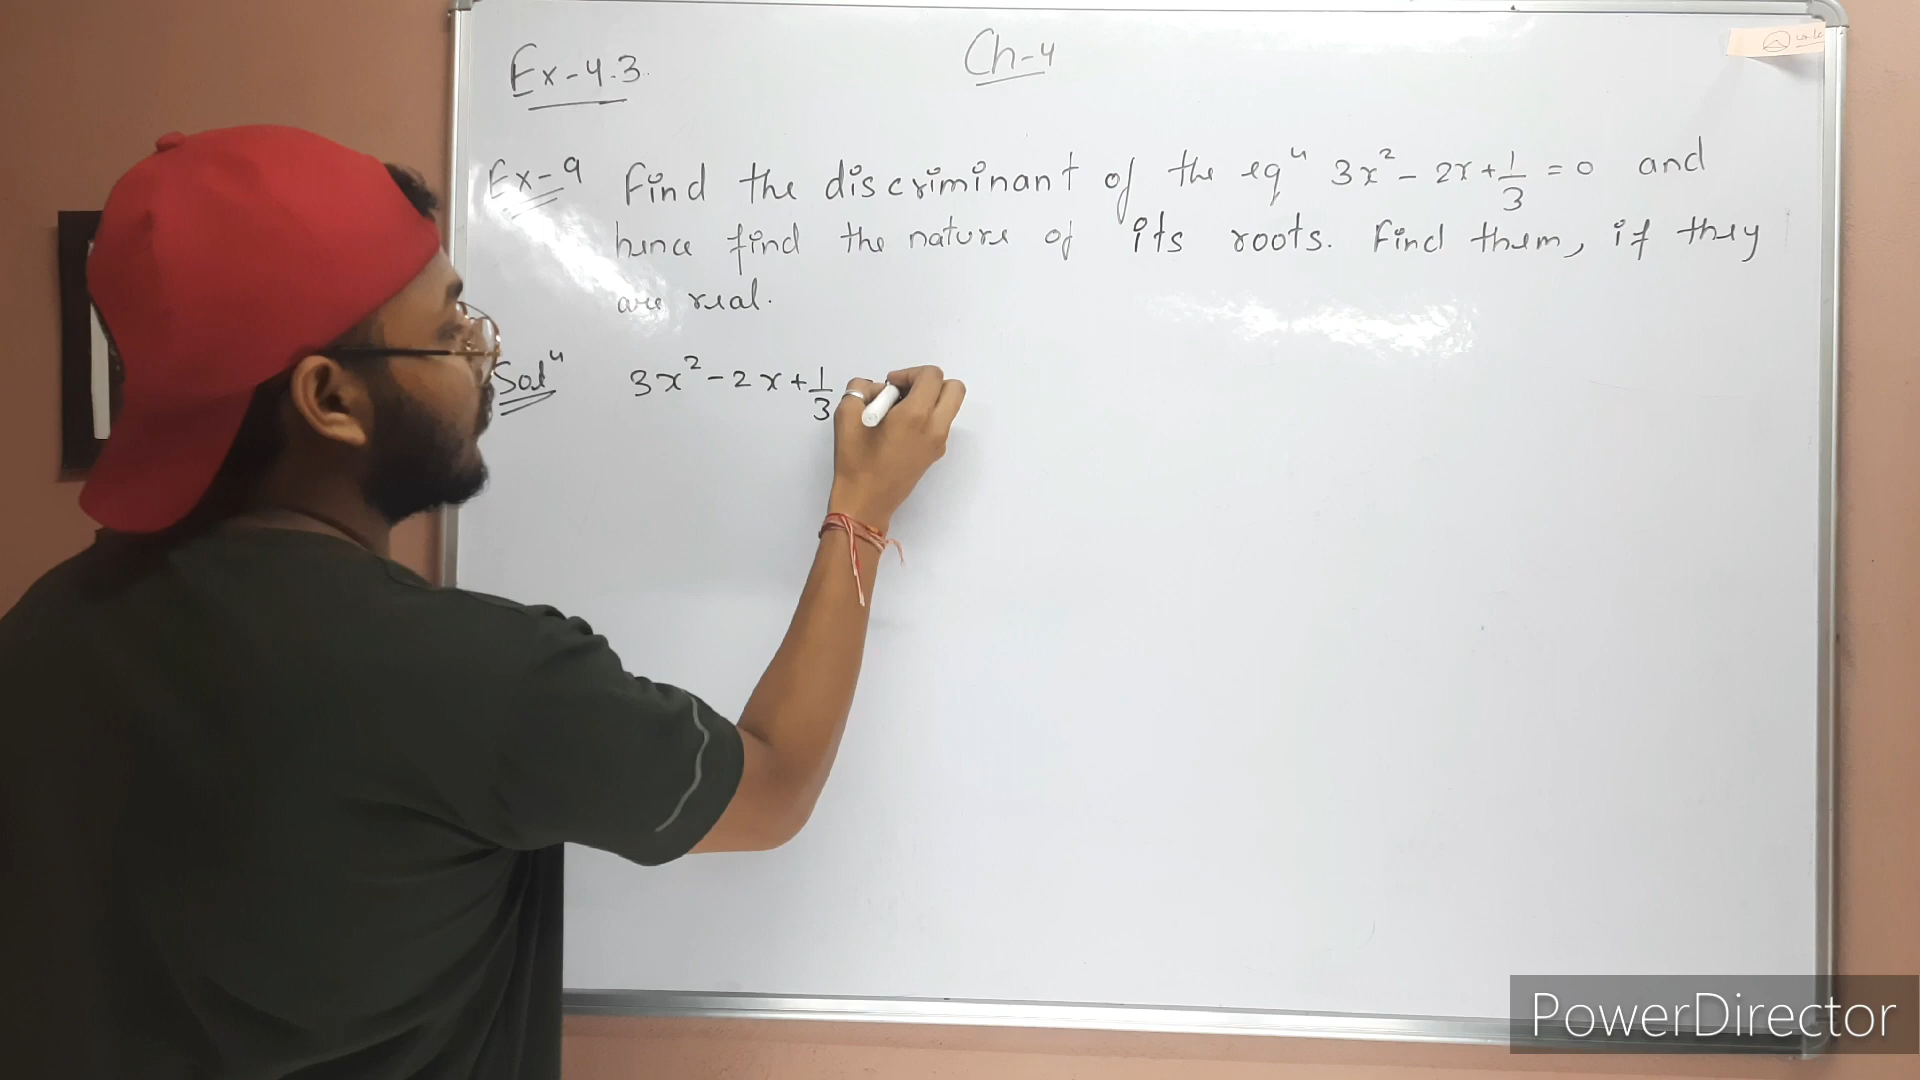 Ex-4.3.
Ch-4
Ex-9 Find the discriminant of the eqⁿ 3x² - 2x + 1/3 = 0 and
hence find the nature of its roots. Find them, if they
are real.
Solⁿ 3x² - 2x + 1/3
PowerDirector